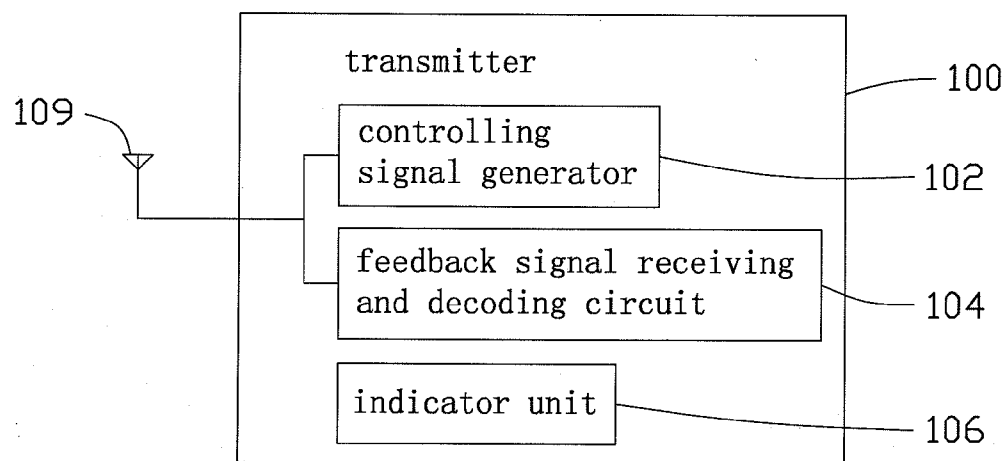 transmitter
100
109
controlling
signal generator
102
feedback signal receiving
and decoding circuit
104
indicator unit
106